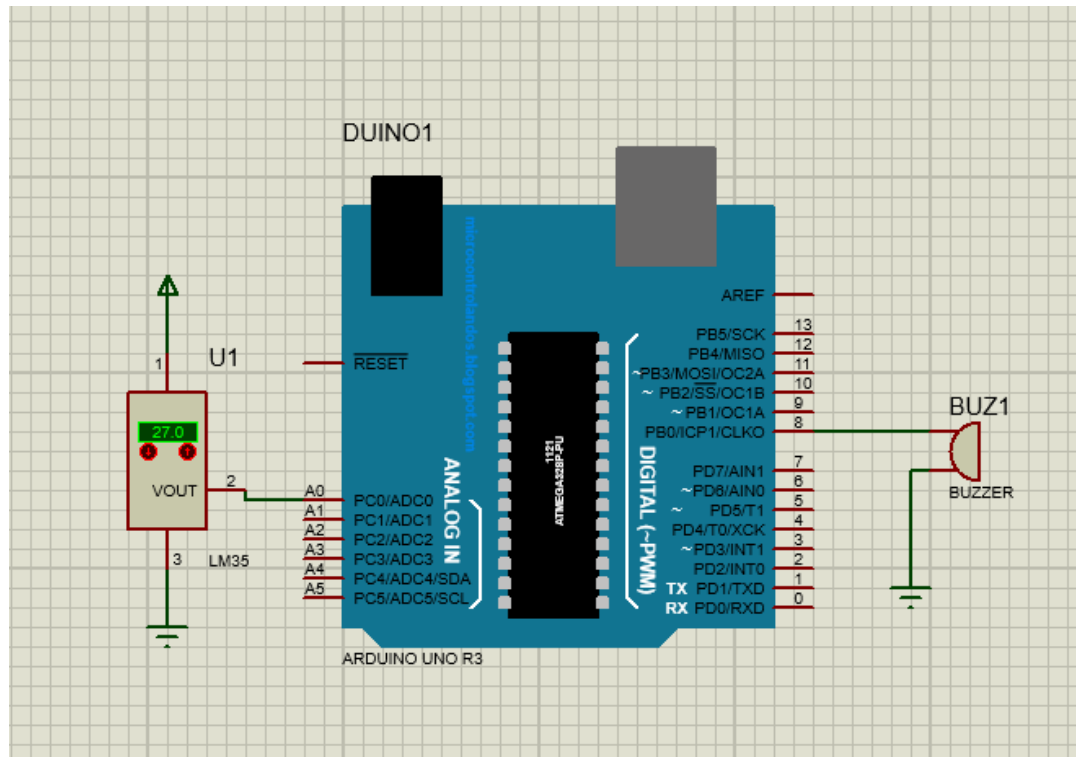 DUINO1
microcontrolandos.blogspot.com
1
U1
27.0
VOUT
2
3
LM35
RESET
A0 PC0/ADC0
A1 PC1/ADC1
A2 PC2/ADC2
A3 PC3/ADC3
A4 PC4/ADC4/SDA
A5 PC5/ADC5/SCL
ANALOG IN
1121
ATMEGA328P-PU
DIGITAL (~PWM)
AREF
PB5/SCK 13
PB4/MISO 12
~PB3/MOSI/OC2A 11
~ PB2/SS/OC1B 10
~ PB1/OC1A 9
PB0/ICP1/CLKO 8
PD7/AIN1 7
~PD6/AIN0 6
~ PD5/T1 5
PD4/T0/XCK 4
~PD3/INT1 3
PD2/INT0 2
TX PD1/TXD 1
RX PD0/RXD 0
ARDUINO UNO R3
BUZ1
BUZZER